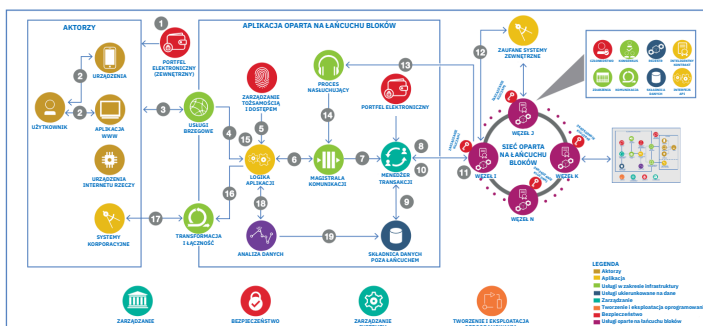 AKTORZY
APLIKACJA OPARTA NA ŁAŃCUCHU BLOKÓW
1
PORTFEL
ELEKTRONICZNY
(ZEWNĘTRZNY)
2
URZĄDZENIA
2
UŻYTKOWNIK
APLIKACJA
WWW
URZĄDZENIA
INTERNETU RZECZY
SYSTEMY
KORPORACYJNE
3
17
USŁUGI
BRZEGOWE
4
15
16
TRANSFORMACJA
I ŁĄCZNOŚĆ
ZARZĄDZANIE
TOŻSAMOŚCIĄ
I DOSTĘPEM
5
LOGIKA
APLIKACJI
6
18
ANALIZA DANYCH
19
PROCES
NASŁUCHUJĄCY
14
MAGISTRALA
KOMUNIKACJI
7
13
PORTFEL ELEKTRONICZNY
8
10
MENEDŻER
TRANSAKCJI
9
SKŁADNICA DANYCH
POZA ŁAŃCUCHEM
12
ZAUFANE SYSTEMY
ZEWNĘTRZNE
11
WĘZEŁ I
WĘZEŁ J
WĘZEŁ K
WĘZEŁ N
SIEĆ OPARTA
NA ŁAŃCUCHU
BLOKÓW
LEGENDA
Aktorzy
Aplikacja
Usługi w zakresie infrastruktury
Usługi ukierunkowane na dane
Zarządzanie
Tworzenie i eksploatacja oprogramowania
Bezpieczeństwo
Usługi oparte na łańcuchu bloków
ZARZĄDZANIE
BEZPIECZEŃSTWO
ZARZĄDZANIE
TWORZENIE I EKSPLOATACJA